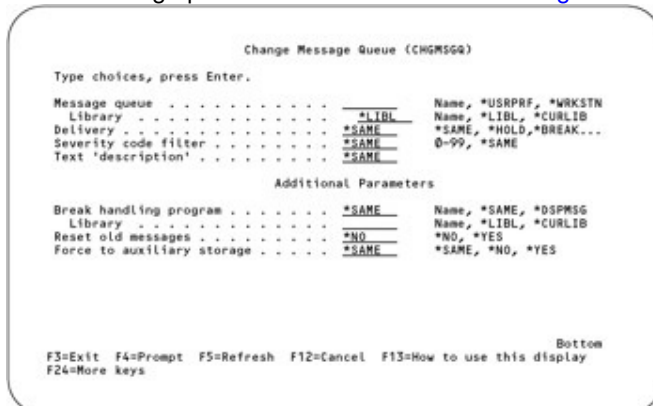 Change Message Queue (CHGMSGQ)
Type choices, press Enter.
Message queue . . . . . . . . . . . . Name, *USRPRF, *WRKSTN
Library . . . . . . . . . . . . . *LIBL Name, *LIBL, *CURLIB
Delivery . . . . . . . . . . . . . . *SAME *SAME, *HOLD,*BREAK...
Severity code filter . . . . . . . . *SAME 0-99, *SAME
Text 'description' . . . . . . . . . *SAME
Additional Parameters
Break handling program . . . . . . . *SAME Name, *SAME, *DSPMSG
Library . . . . . . . . . . . . . Name, *LIBL, *CURLIB
Reset old messages . . . . . . . . . *NO *NO, *YES
Force to auxiliary storage . . . . . *SAME *SAME, *NO, *YES
Bottom
F3=Exit F4=Prompt F5=Refresh F12=Cancel F13=How to use this display
F24=More keys